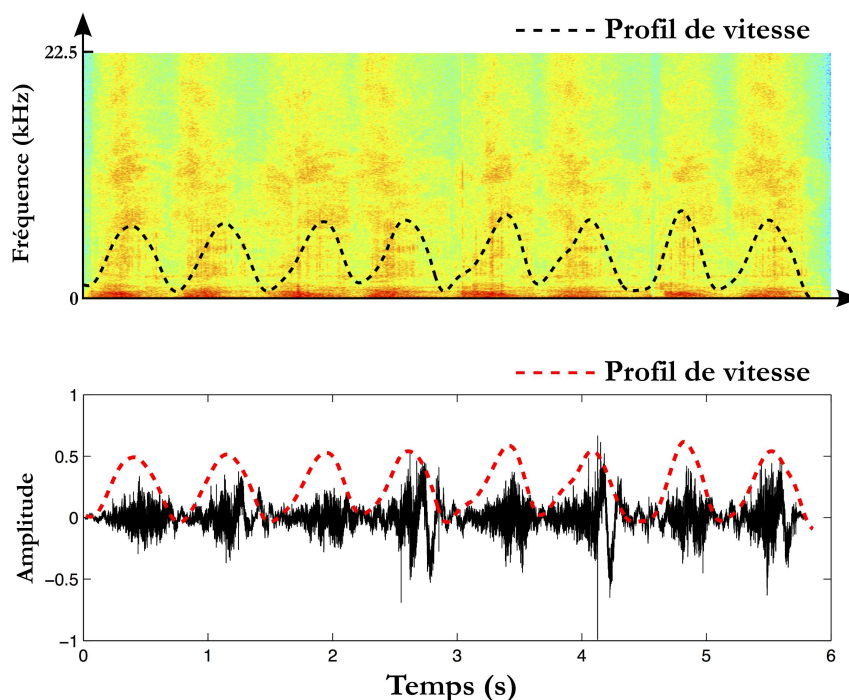 Profil de vitesse
22.5
Fréquence (kHz)
0
Profil de vitesse
1
0.5
0
−0.5
−1
Amplitude
0 1 2 3 4 5 6
Temps (s)